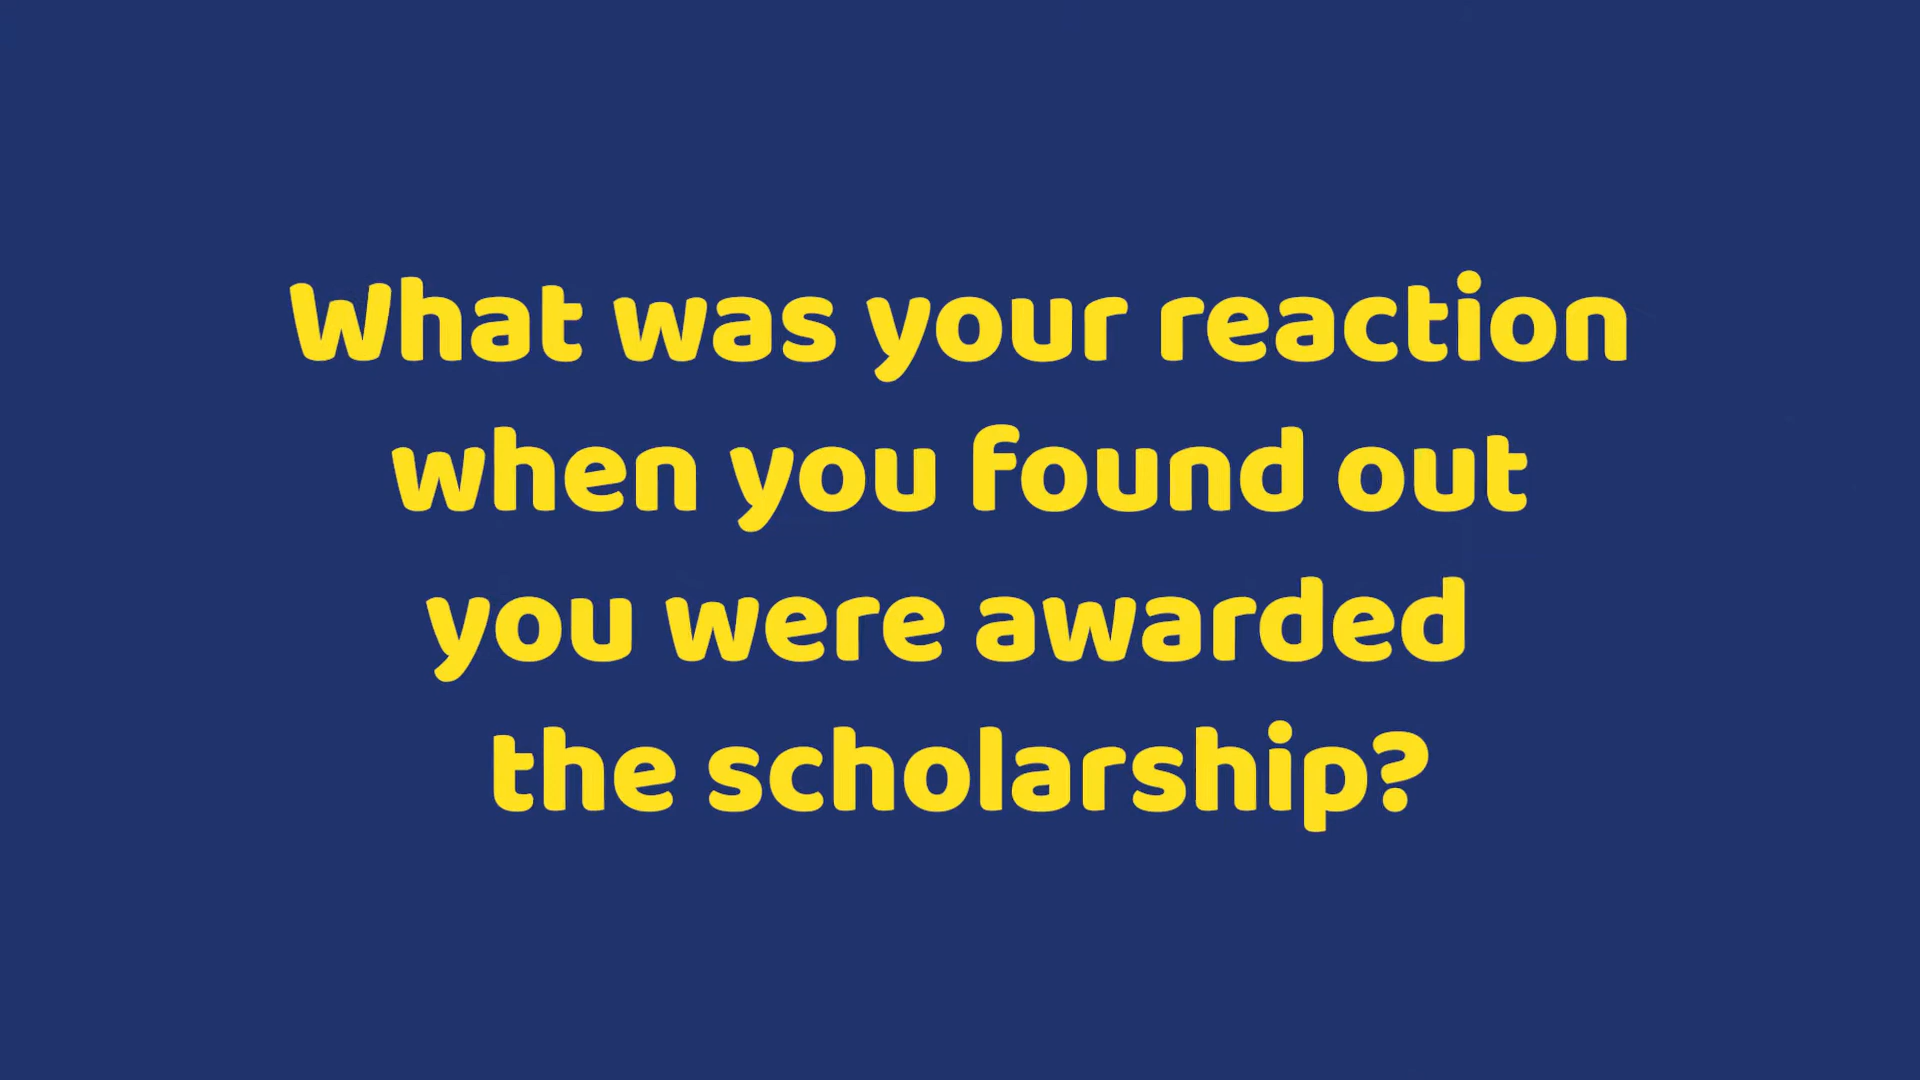 What was your reaction
when you found out
you were awarded
the scholarship?